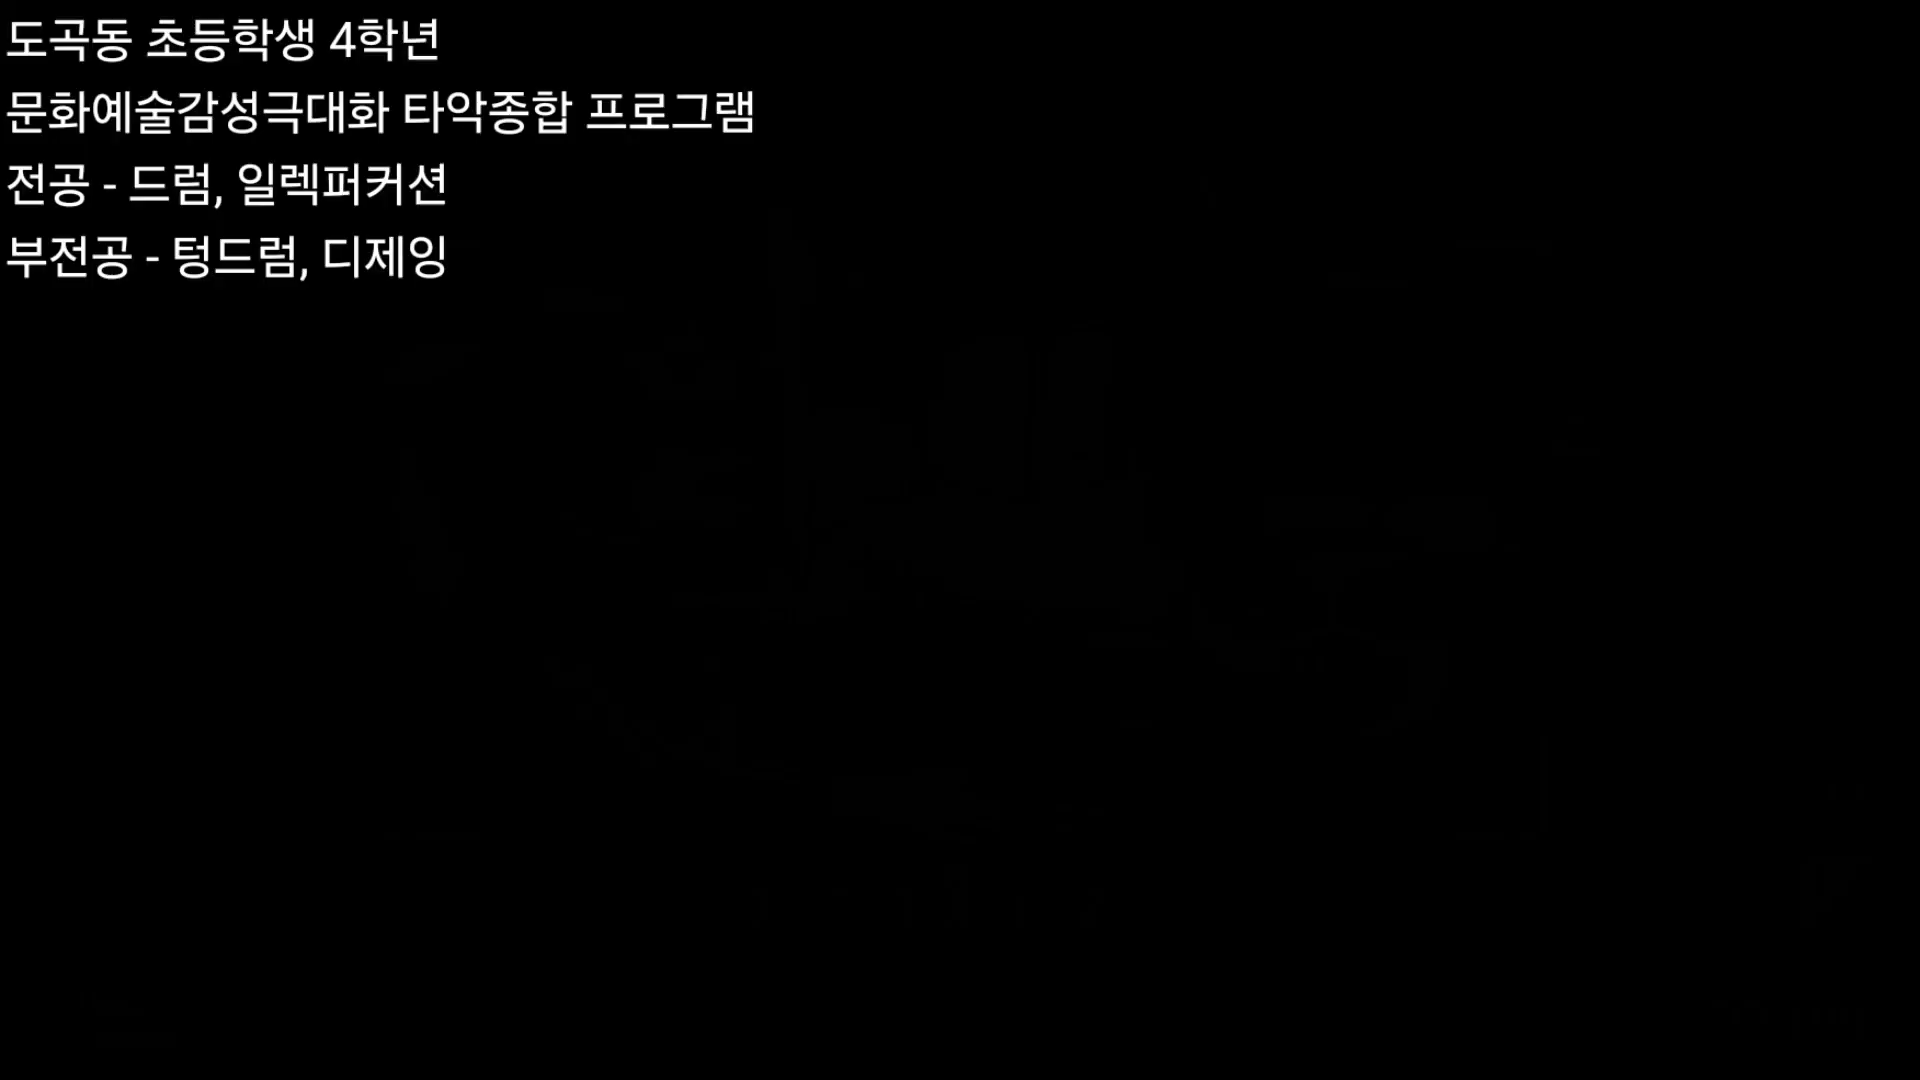 도곡동 초등학생 4학년
문화예술감성극대화 타악종합 프로그램
전공 - 드럼, 일렉퍼커션
부전공 - 텅드럼, 디제잉